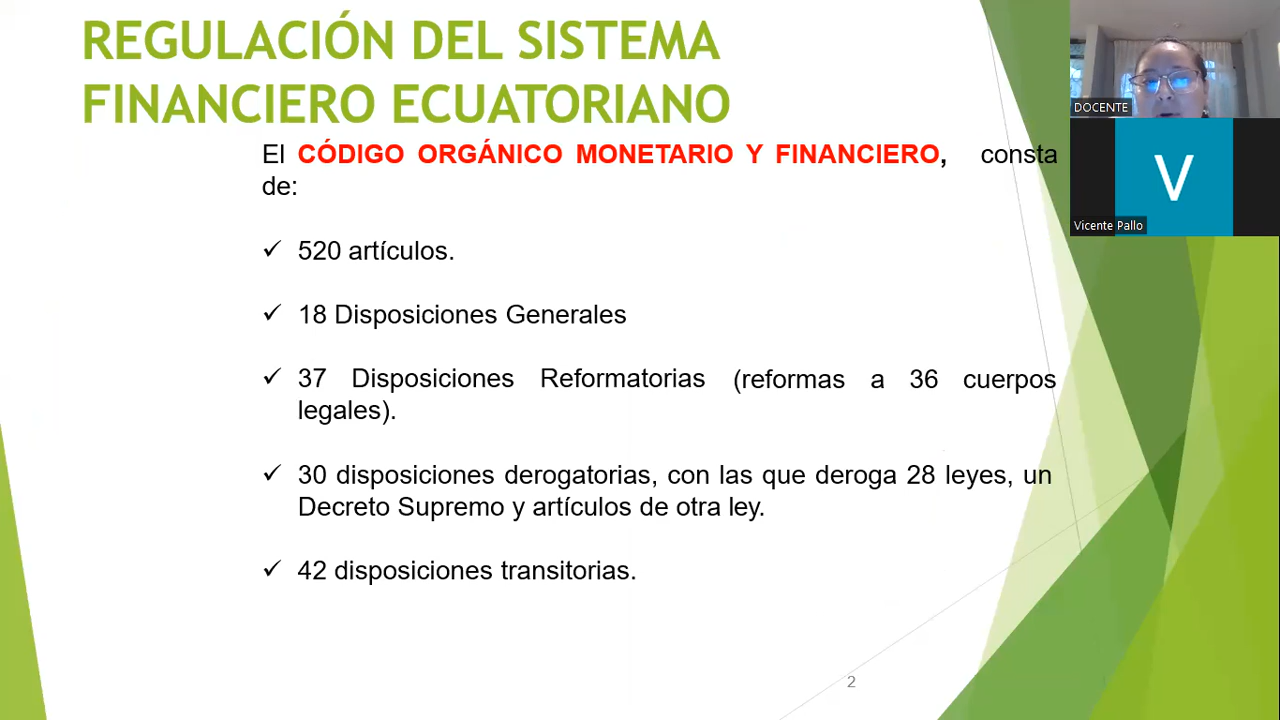 REGULACIÓN DEL SISTEMA
FINANCIERO ECUATORIANO
El CÓDIGO ORGÁNICO MONETARIO Y FINANCIERO, consta
de:
✓ 520 artículos.
✓ 18 Disposiciones Generales
✓ 37 Disposiciones Reformatorias (reformas a 36 cuerpos
legales).
✓ 30 disposiciones derogatorias, con las que deroga 28 leyes, un
Decreto Supremo y artículos de otra ley.
✓ 42 disposiciones transitorias.
2
DOCENTE
V
Vicente Pallo